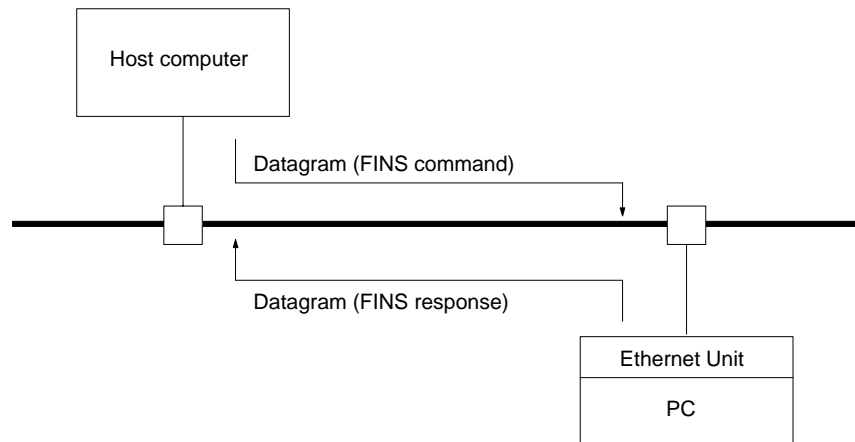 Host computer
Datagram (FINS command)
Datagram (FINS response)
Ethernet Unit
PC